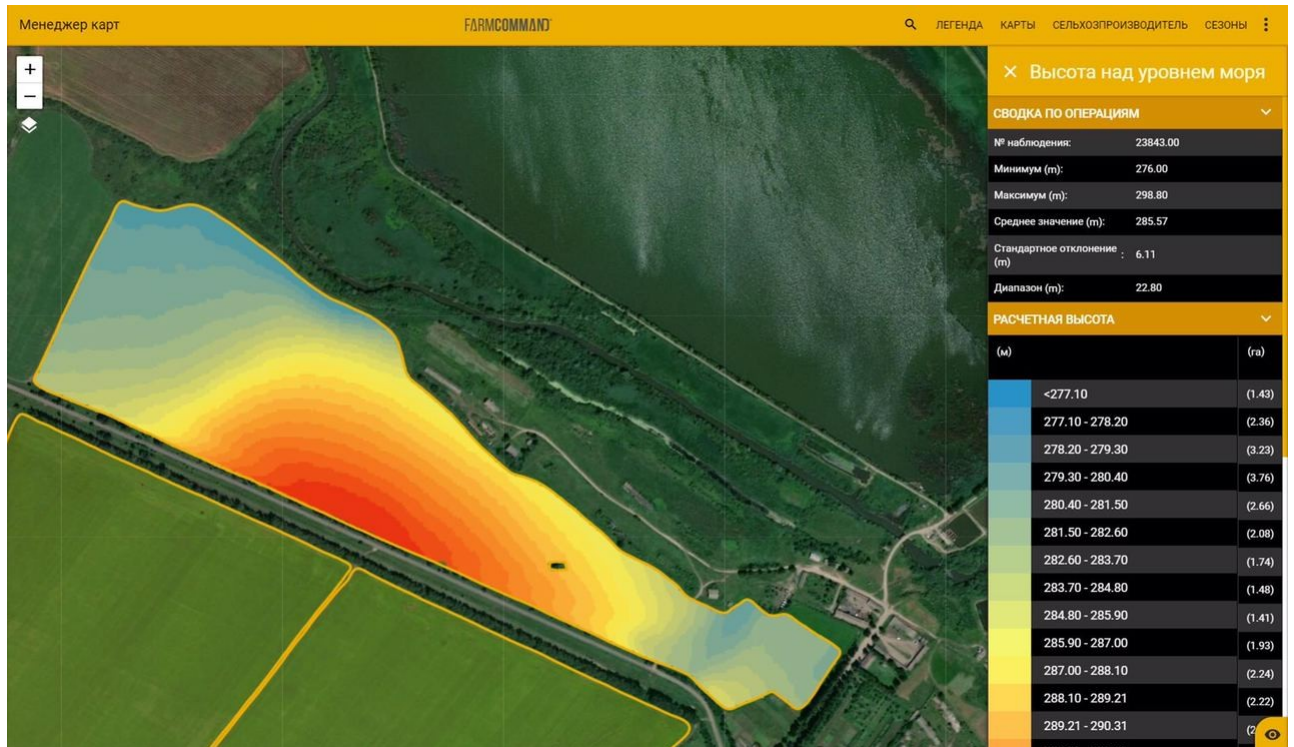 Менеджер карт
FARMCOMMAND
ЛЕГЕНДА КАРТЫ СЕЛЬХОЗПРОИЗВОДИТЕЛЬ СЕЗОНЫ
+
−
× Высота над уровнем моря
СВОДКА ПО ОПЕРАЦИЯМ
№ наблюдения: 23843.00
Минимум (m): 276.00
Максимум (m): 298.80
Среднее значение (m): 285.57
Стандартное отклонение
(m) : 6.11
Диапазон (m): 22.80
РАСЧЕТНАЯ ВЫСОТА
(м) (га)
<277.10 (1.43)
277.10 - 278.20 (2.36)
278.20 - 279.30 (3.23)
279.30 - 280.40 (3.76)
280.40 - 281.50 (2.66)
281.50 - 282.60 (2.08)
282.60 - 283.70 (1.74)
283.70 - 284.80 (1.48)
284.80 - 285.90 (1.41)
285.90 - 287.00 (1.93)
287.00 - 288.10 (2.24)
288.10 - 289.21 (2.22)
289.21 - 290.31